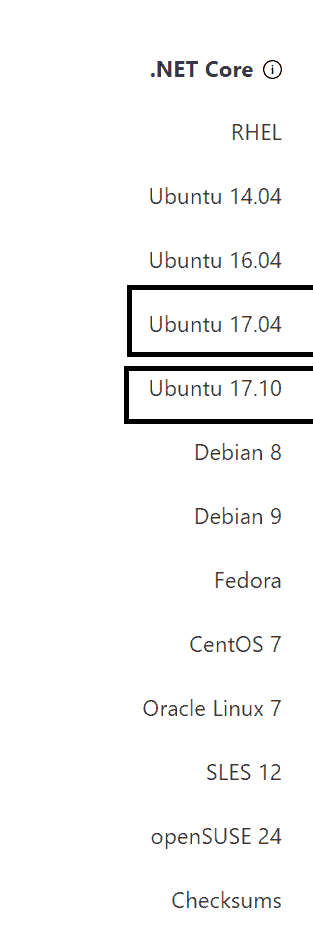 .NET Core
RHEL
Ubuntu 14.04
Ubuntu 16.04
Ubuntu 17.04
Ubuntu 17.10
Debian 8
Debian 9
Fedora
CentOS 7
Oracle Linux 7
SLES 12
openSUSE 24
Checksums